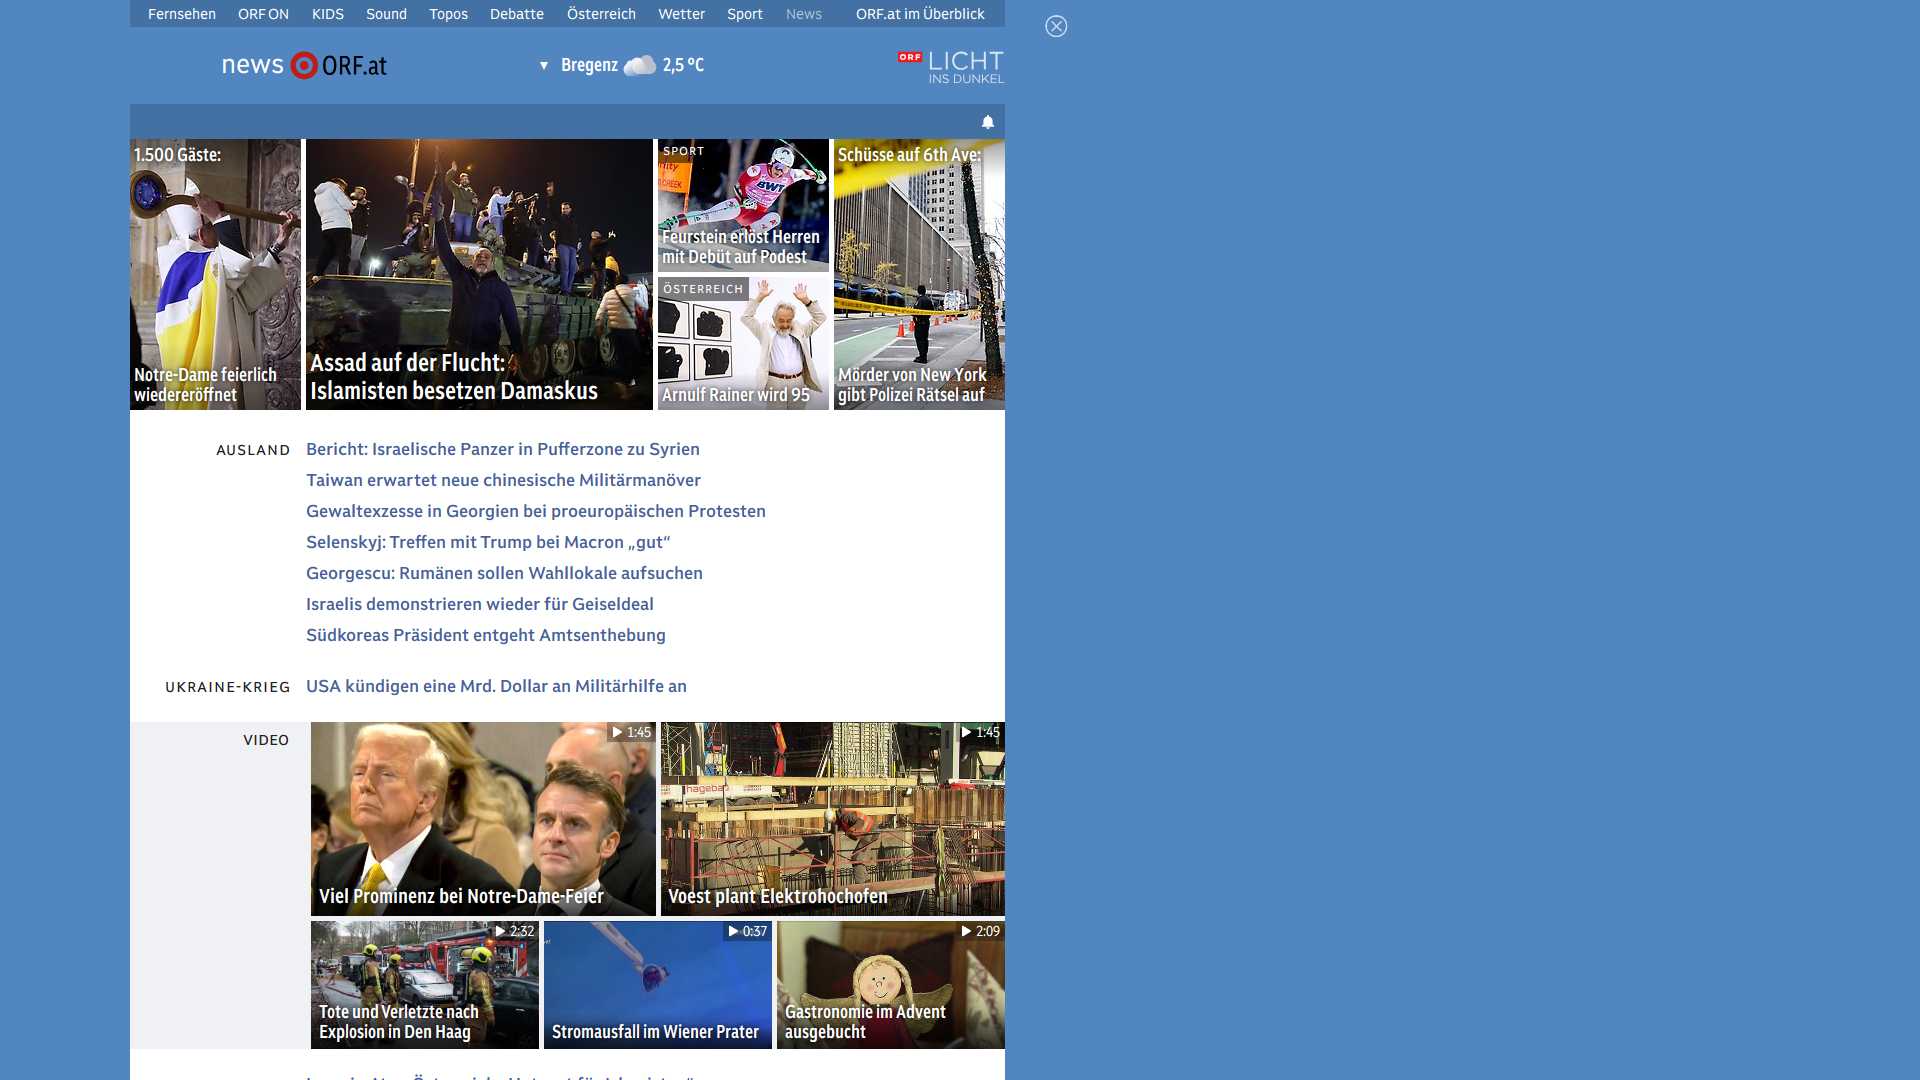 Fernsehen ORF ON KIDS Sound Topos Debatte Österreich Wetter Sport News ORF.at im Überblick
news ORF.at
Bregenz 2,5 °C
ORF LICHT
INS DUNKEL
1.500 Gäste:
Notre-Dame feierlich
wiedereröffnet
Assad auf der Flucht:
Islamisten besetzen Damaskus
SPORT
Feurstein erlöst Herren
mit Debüt auf Podest
ÖSTERREICH
Arnulf Rainer wird 95
Schüsse auf 6th Ave:
Mörder von New York
gibt Polizei Rätsel auf
AUSLAND
Bericht: Israelische Panzer in Pufferzone zu Syrien
Taiwan erwartet neue chinesische Militärmanöver
Gewaltexzesse in Georgien bei proeuropäischen Protesten
Selenskyj: Treffen mit Trump bei Macron „gut“
Georgescu: Rumänen sollen Wahllokale aufsuchen
Israelis demonstrieren wieder für Geiseldeal
Südkoreas Präsident entgeht Amtsenthebung
UKRAINE-KRIEG
USA kündigen eine Mrd. Dollar an Militärhilfe an
VIDEO
1:45
Viel Prominenz bei Notre-Dame-Feier
1:45
Voest plant Elektrohochofen
2:32
Tote und Verletzte nach
Explosion in Den Haag
0:37
Stromausfall im Wiener Prater
2:09
Gastronomie im Advent
ausgebucht